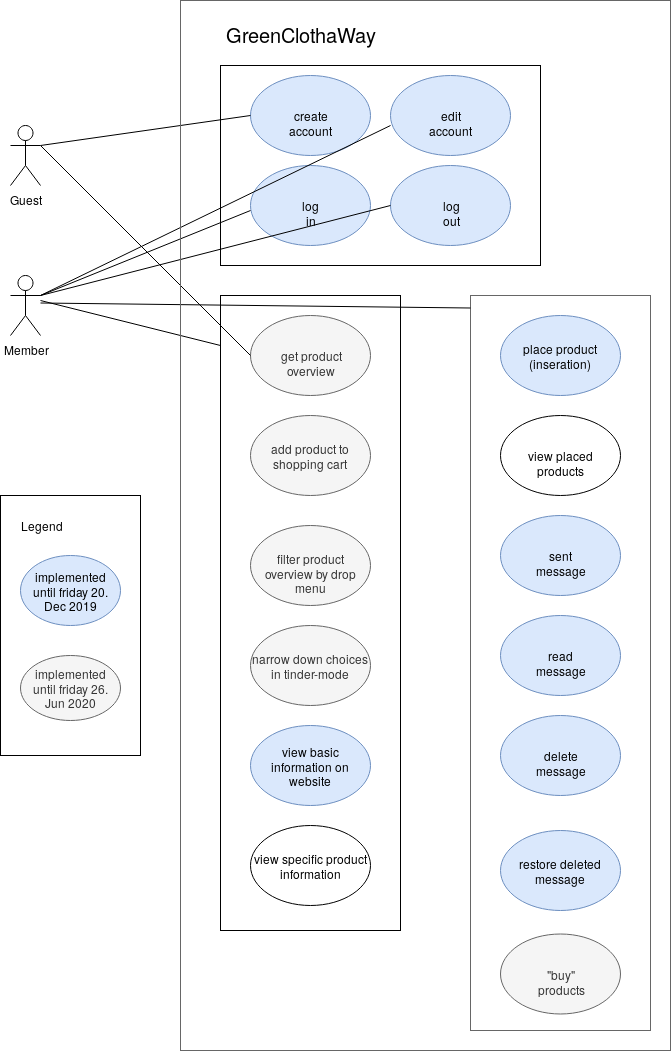 GreenClothaWay
create
account
edit
account
log
in
log
out
Guest
Member
get product
overview
add product to
shopping cart
filter product
overview by drop
menu
narrow down choices
in tinder-mode
view basic
information on
website
view specific product
information
place product
(inseration)
view placed
products
sent
message
read
message
delete
message
restore deleted
message
"buy"
products
Legend
implemented
until friday 20.
Dec 2019
implemented
until friday 26.
Jun 2020